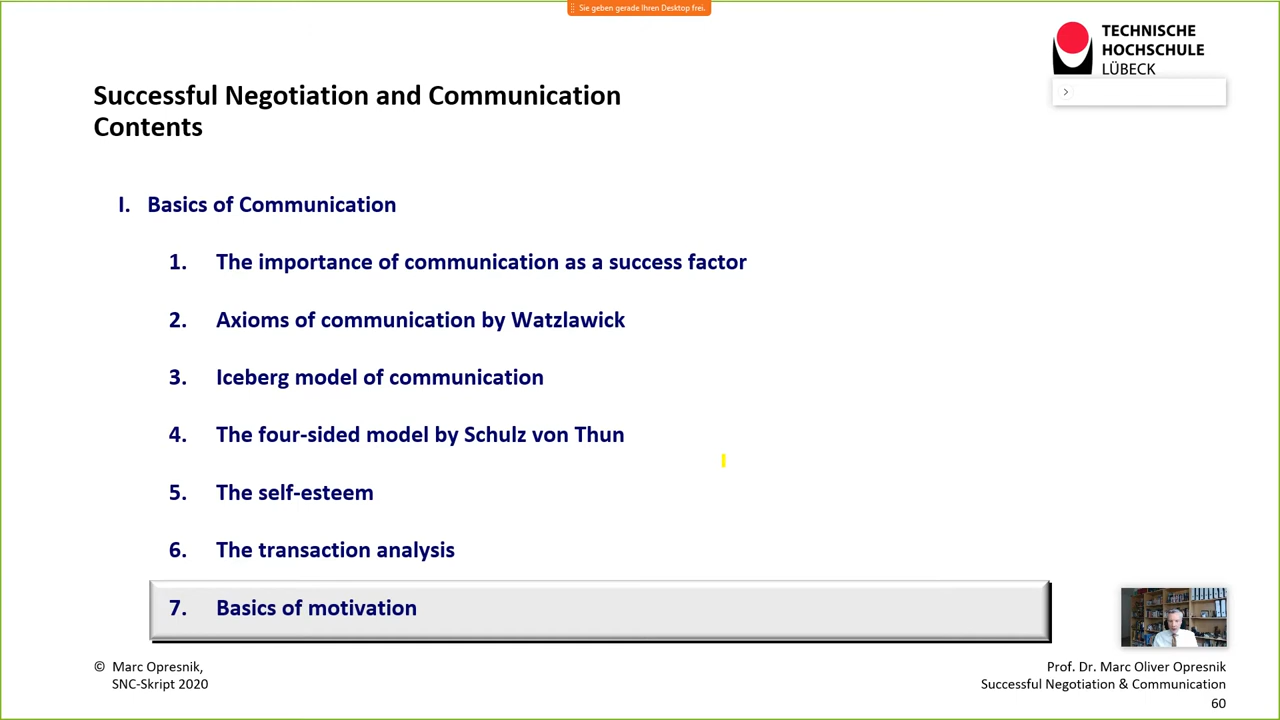 Sie geben gerade Ihren Desktop frei.
TECHNISCHE
HOCHSCHULE
LÜBECK
Successful Negotiation and Communication
Contents
I. Basics of Communication
1. The importance of communication as a success factor
2. Axioms of communication by Watzlawick
3. Iceberg model of communication
4. The four-sided model by Schulz von Thun
5. The self-esteem
6. The transaction analysis
7. Basics of motivation
© Marc Opresnik,
SNC-Skript 2020
Prof. Dr. Marc Oliver Opresnik
Successful Negotiation & Communication
60